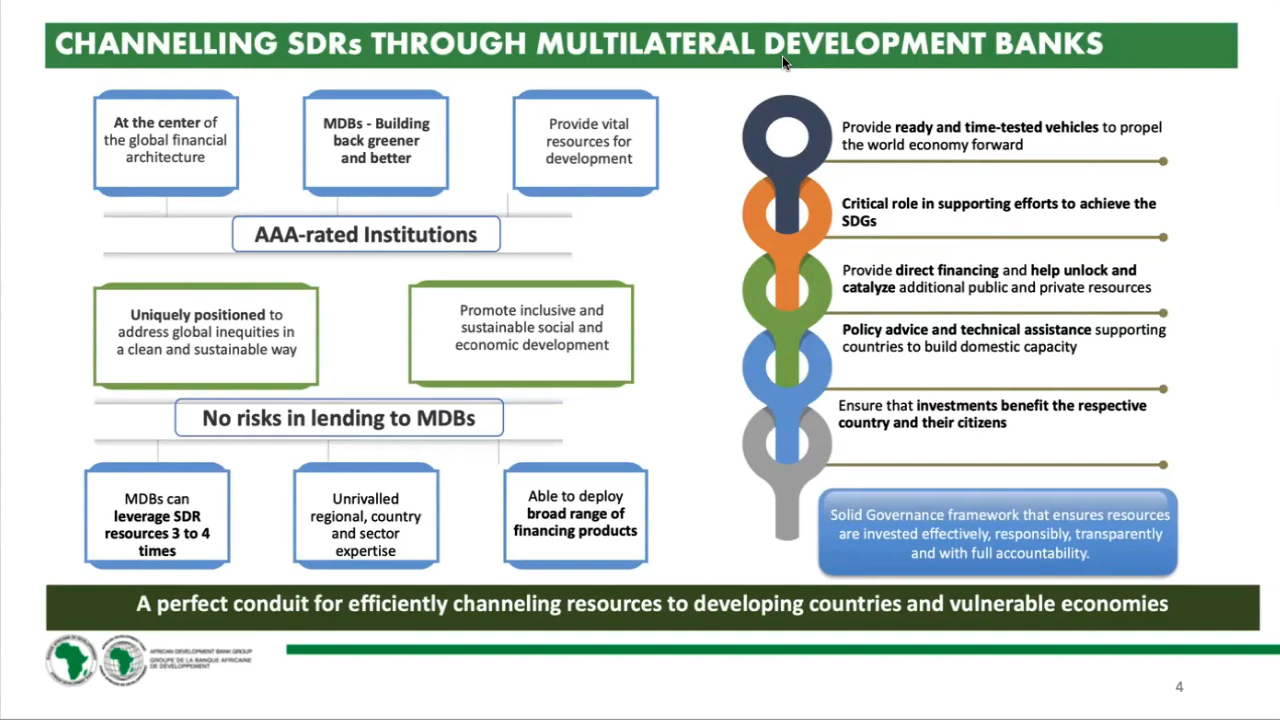 CHANNELLING SDRs THROUGH MULTILATERAL DEVELOPMENT BANKS
At the center of
the global financial
architecture
MDBs - Building
back greener
and better
Provide vital
resources for
development
AAA-rated Institutions
Uniquely positioned to
address global inequities in
a clean and sustainable way
Promote inclusive and
sustainable social and
economic development
No risks in lending to MDBs
MDBs can
leverage SDR
resources 3 to 4
times
Unrivalled
regional, country
and sector
expertise
Able to deploy
broad range of
financing products
Provide ready and time-tested vehicles to propel
the world economy forward
Critical role in supporting efforts to achieve the
SDGs
Provide direct financing and help unlock and
catalyze additional public and private resources
Policy advice and technical assistance supporting
countries to build domestic capacity
Ensure that investments benefit the respective
country and their citizens
Solid Governance framework that ensures resources
are invested effectively, responsibly, transparently
and with full accountability.
A perfect conduit for efficiently channeling resources to developing countries and vulnerable economies
AFRICAN DEVELOPMENT BANK GROUP
GROUPE DE LA BANQUE AFRICAINE
DE DÉVELOPPEMENT
4